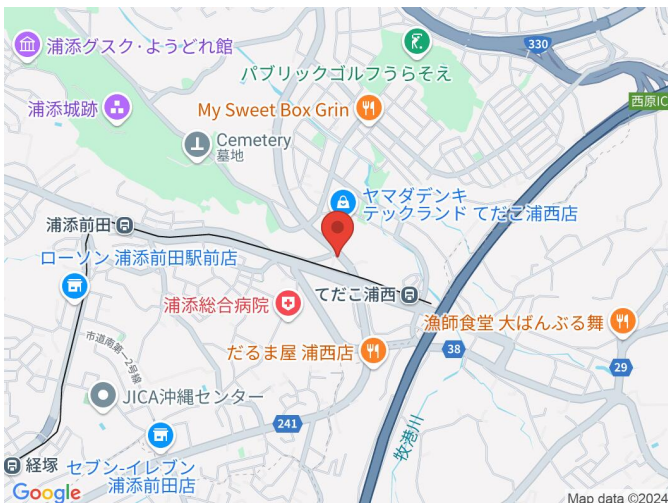 浦添グスク・ようどれ館
330
パブリックゴルフうらそえ
西原IC
浦添城跡
My Sweet Box Grin
Cemetery
墓地
ヤマダデンキ
テックランド てだこ浦西店
浦添前田
ローソン 浦添前田駅前店
てだこ浦西
浦添総合病院
漁師食堂 大ばんぶる舞
だるま屋 浦西店
38
29
市道南第一2号線
JICA沖縄センター
241
牧港川
経塚
セブン-イレブン
浦添前田店
Google
Map data ©2024